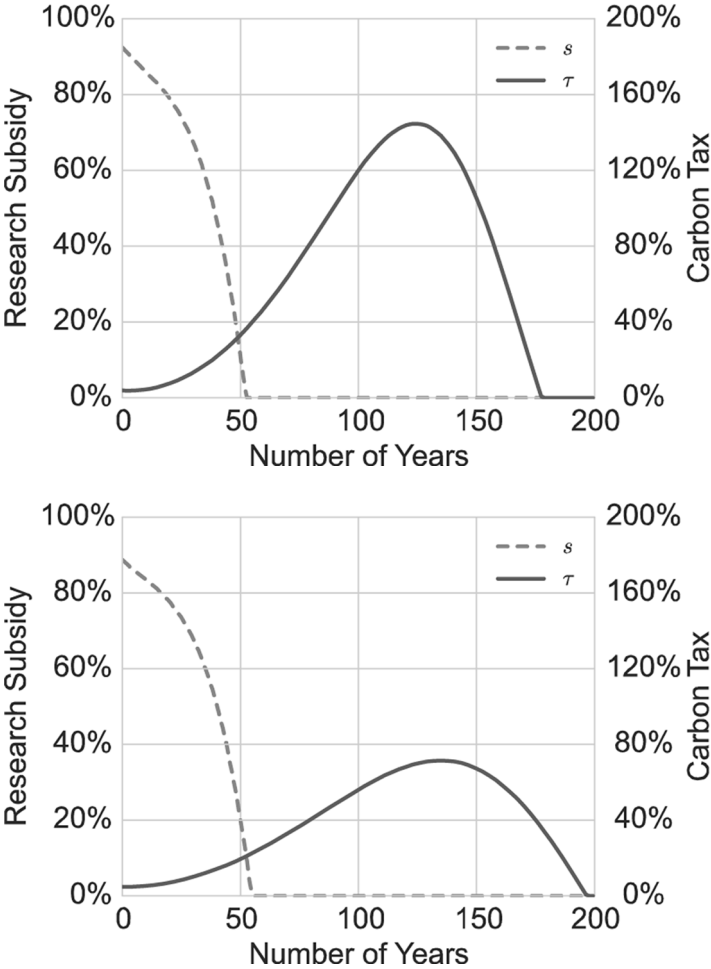 100% 200%
s
τ
80% 160%
60% 120%
40% 80%
20% 40%
0% 0%
Research Subsidy
Carbon Tax
0 50 100 150 200
Number of Years
100% 200%
s
τ
80% 160%
60% 120%
40% 80%
20% 40%
0% 0%
Research Subsidy
Carbon Tax
0 50 100 150 200
Number of Years